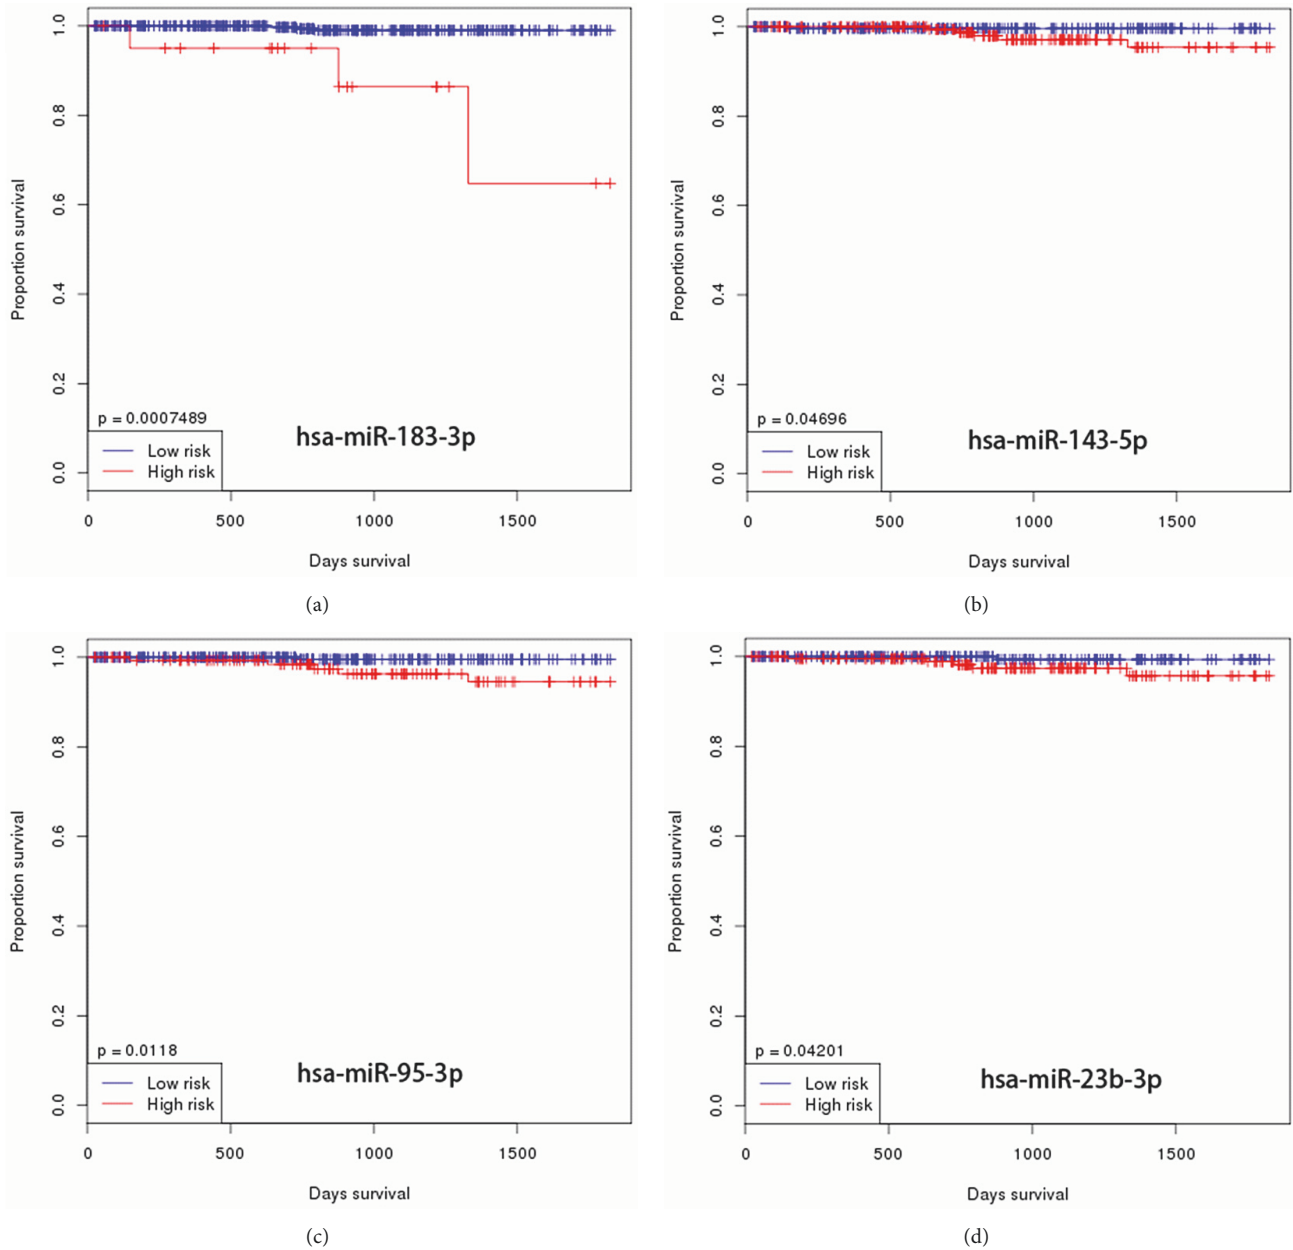 1.0
0.8
0.6
0.4
0.2
0.0
Proportion survival
p = 0.0007489
Low risk
High risk
hsa-miR-183-3p
0 500 1000 1500
Days survival
(a)
1.0
0.8
0.6
0.4
0.2
0.0
Proportion survival
p = 0.04696
Low risk
High risk
hsa-miR-143-5p
0 500 1000 1500
Days survival
(b)
1.0
0.8
0.6
0.4
0.2
0.0
Proportion survival
p = 0.0118
Low risk
High risk
hsa-miR-95-3p
0 500 1000 1500
Days survival
(c)
1.0
0.8
0.6
0.4
0.2
0.0
Proportion survival
p = 0.04201
Low risk
High risk
hsa-miR-23b-3p
0 500 1000 1500
Days survival
(d)